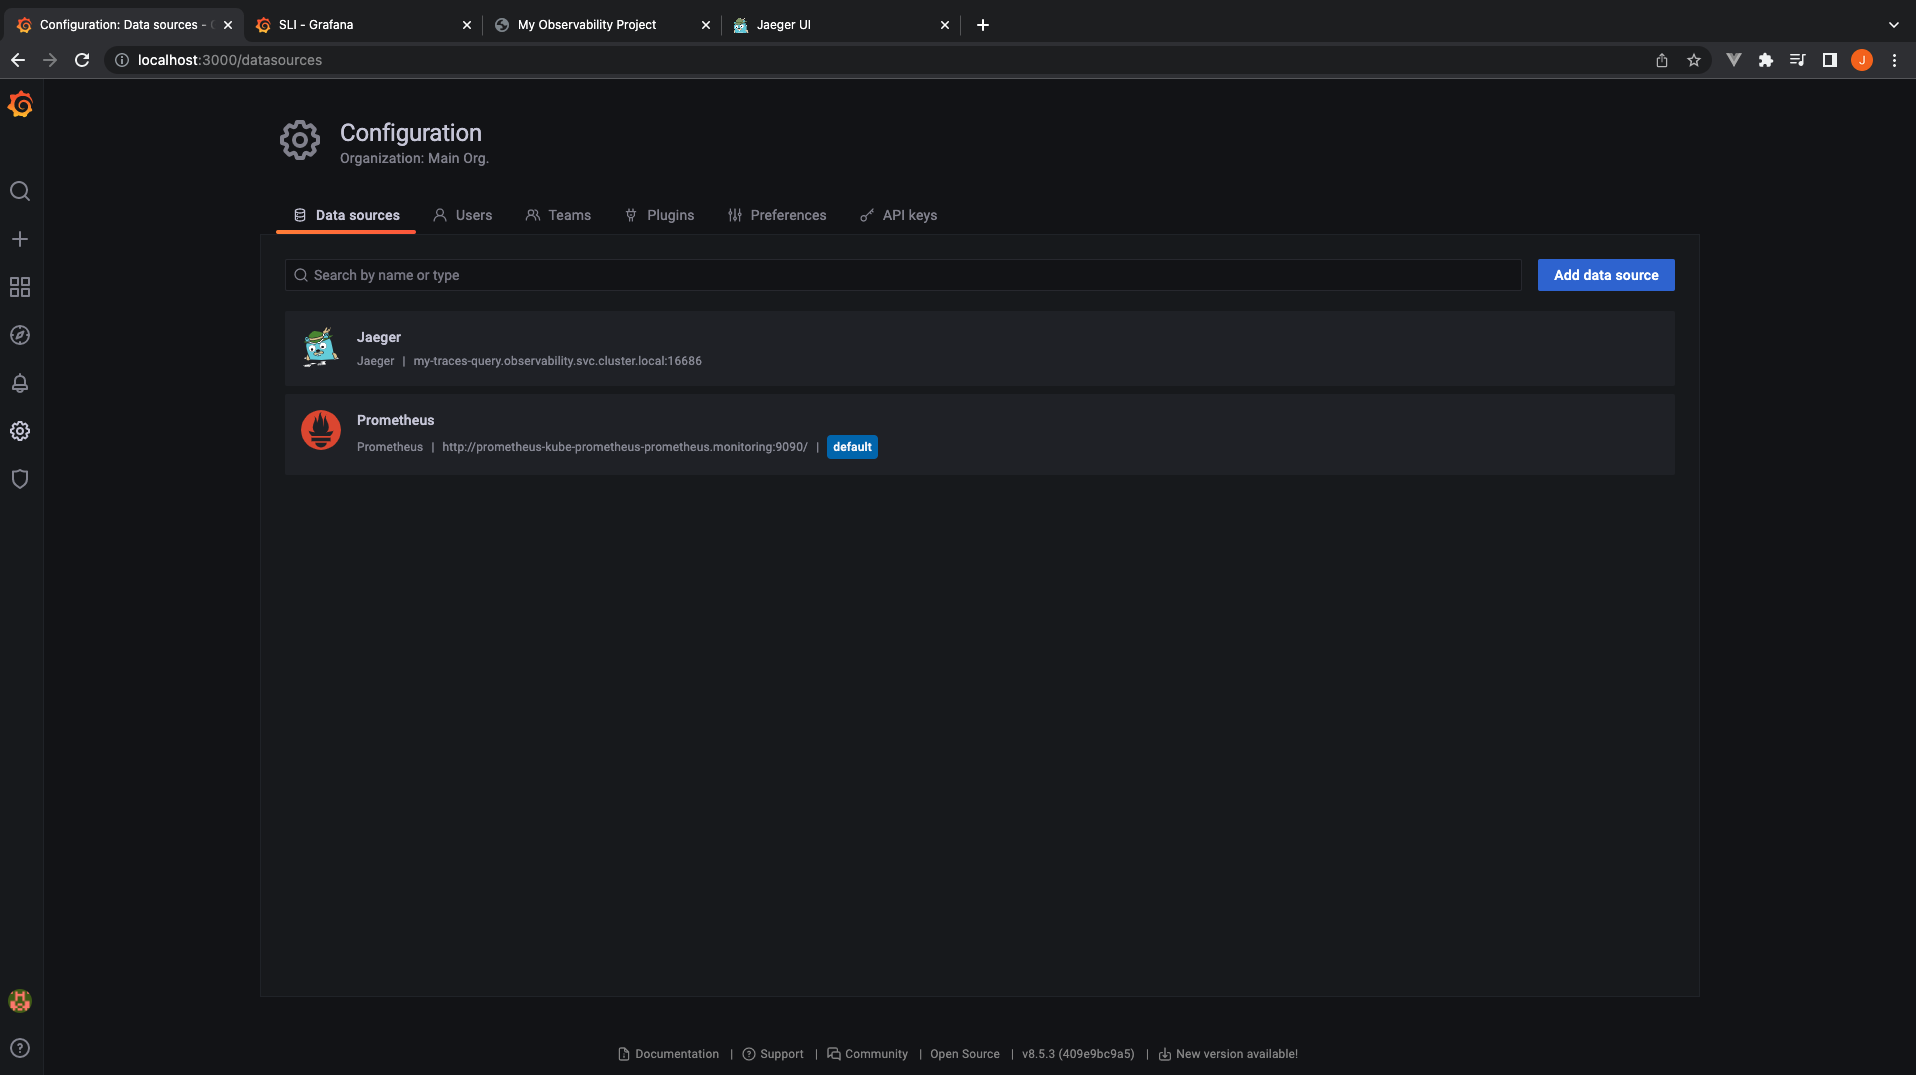 Configuration: Data sources -
SLI - Grafana
My Observability Project
Jaeger UI
localhost:3000/datasources
J
Configuration
Organization: Main Org.
Data sources
Users
Teams
Plugins
Preferences
API keys
Search by name or type
Add data source
Jaeger
Jaeger | my-traces-query.observability.svc.cluster.local:16686
Prometheus
Prometheus | http://prometheus-kube-prometheus-prometheus.monitoring:9090/ | default
Documentation | Support | Community | Open Source | v8.5.3 (409e9bc9a5) | New version available!